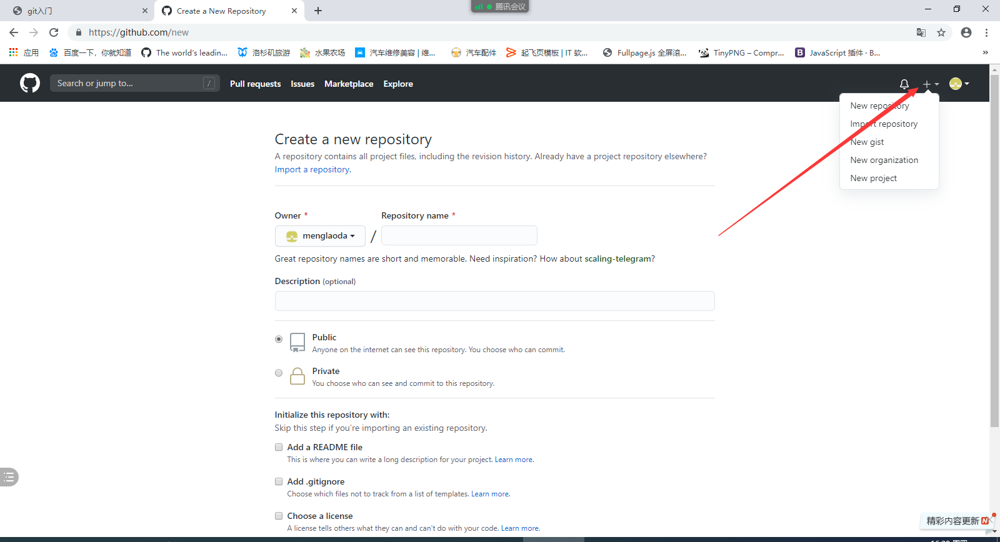 git入门
Create a New Repository
腾讯会议
https://github.com/new
应用
百度一下，你就知道
The world's leadin...
洛杉矶旅游
水果农场
汽车维修美容 | 维...
汽车配件
起飞页模板 | IT 软...
Fullpage.js 全屏滚...
TinyPNG – Compr...
JavaScript 插件 · B...
»
Search or jump to...
/
Pull requests
Issues
Marketplace
Explore
New repository
Import repository
New gist
New organization
New project
Create a new repository
A repository contains all project files, including the revision history. Already have a project repository elsewhere?
Import a repository.
Owner *
Repository name *
menglaoda
/
Great repository names are short and memorable. Need inspiration? How about scaling-telegram?
Description (optional)
Public
Anyone on the internet can see this repository. You choose who can commit.
Private
You choose who can see and commit to this repository.
Initialize this repository with:
Skip this step if you're importing an existing repository.
Add a README file
This is where you can write a long description for your project. Learn more.
Add .gitignore
Choose which files not to track from a list of templates. Learn more.
Choose a license
A license tells others what they can and can't do with your code. Learn more.
精彩内容更新